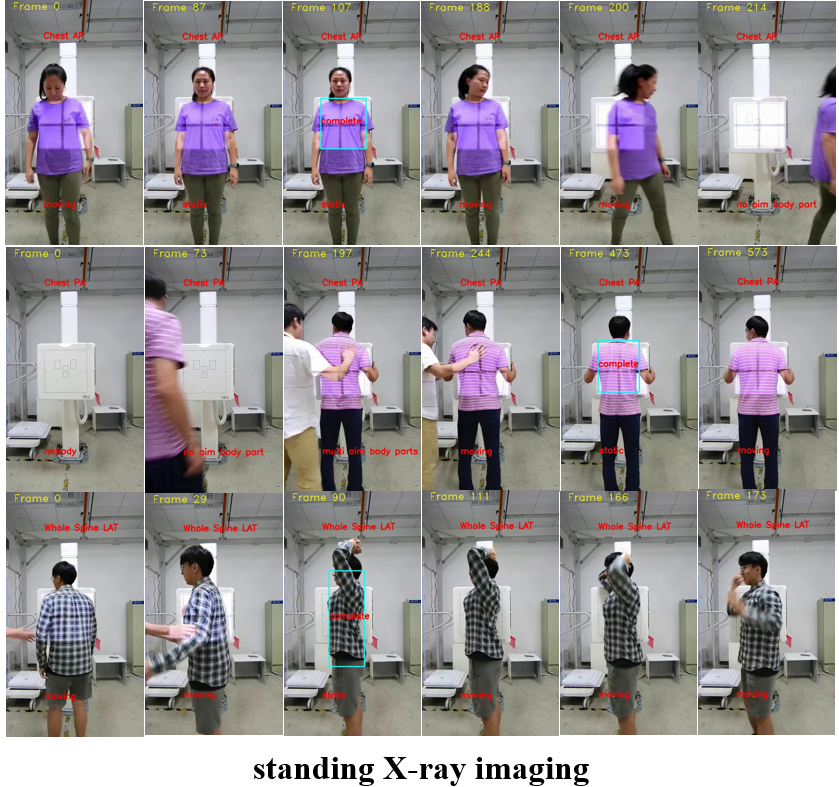 Frame 0
Chest AP
moving
Frame 87
Chest AP
static
Frame 107
Chest AP
complete
static
Frame 188
Chest AP
moving
Frame 200
Chest AP
moving
Frame 214
Chest AP
no aim body part
Frame 0
Chest PA
nobody
Frame 73
Chest PA
no aim body part
Frame 197
Chest PA
multi aim body parts
Frame 244
Chest PA
moving
Frame 473
Chest PA
complete
static
Frame 573
Chest PA
moving
Frame 0
Whole Spine LAT
moving
Frame 29
Whole Spine LAT
moving
Frame 90
Whole Spine LAT
complete
static
Frame 111
Whole Spine LAT
moving
Frame 166
Whole Spine LAT
moving
Frame 173
Whole Spine LAT
moving
standing X-ray imaging